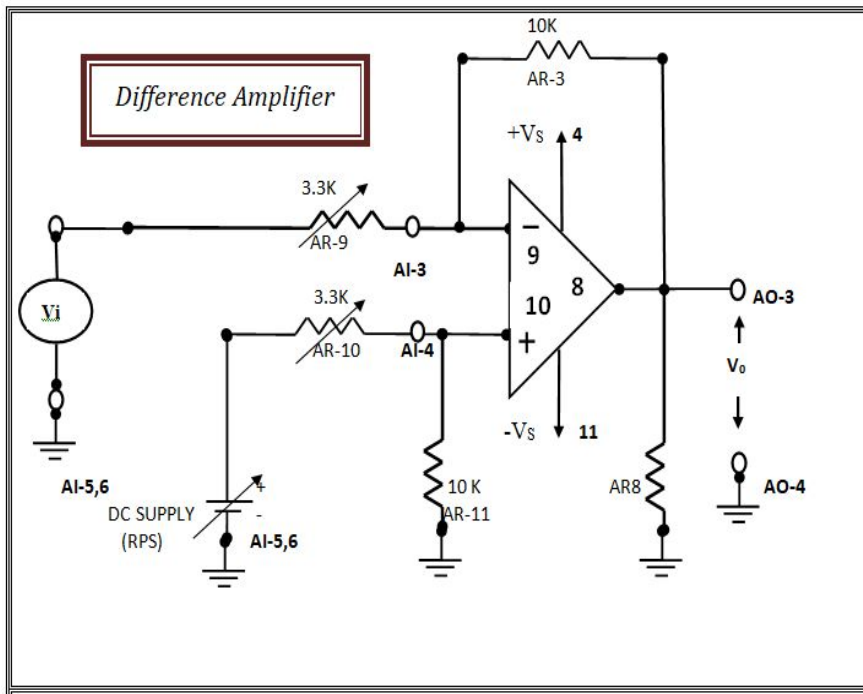 10K
AR-3
Difference Amplifier
+VS 4
3.3K
AR-9
AI-3
−
9
8
10
+
Vi
3.3K
AR-10
AI-4
AO-3
Vo
-VS 11
AI-5,6
10 K
AR-11
AR8
AO-4
DC SUPPLY
(RPS)
+
-
AI-5,6